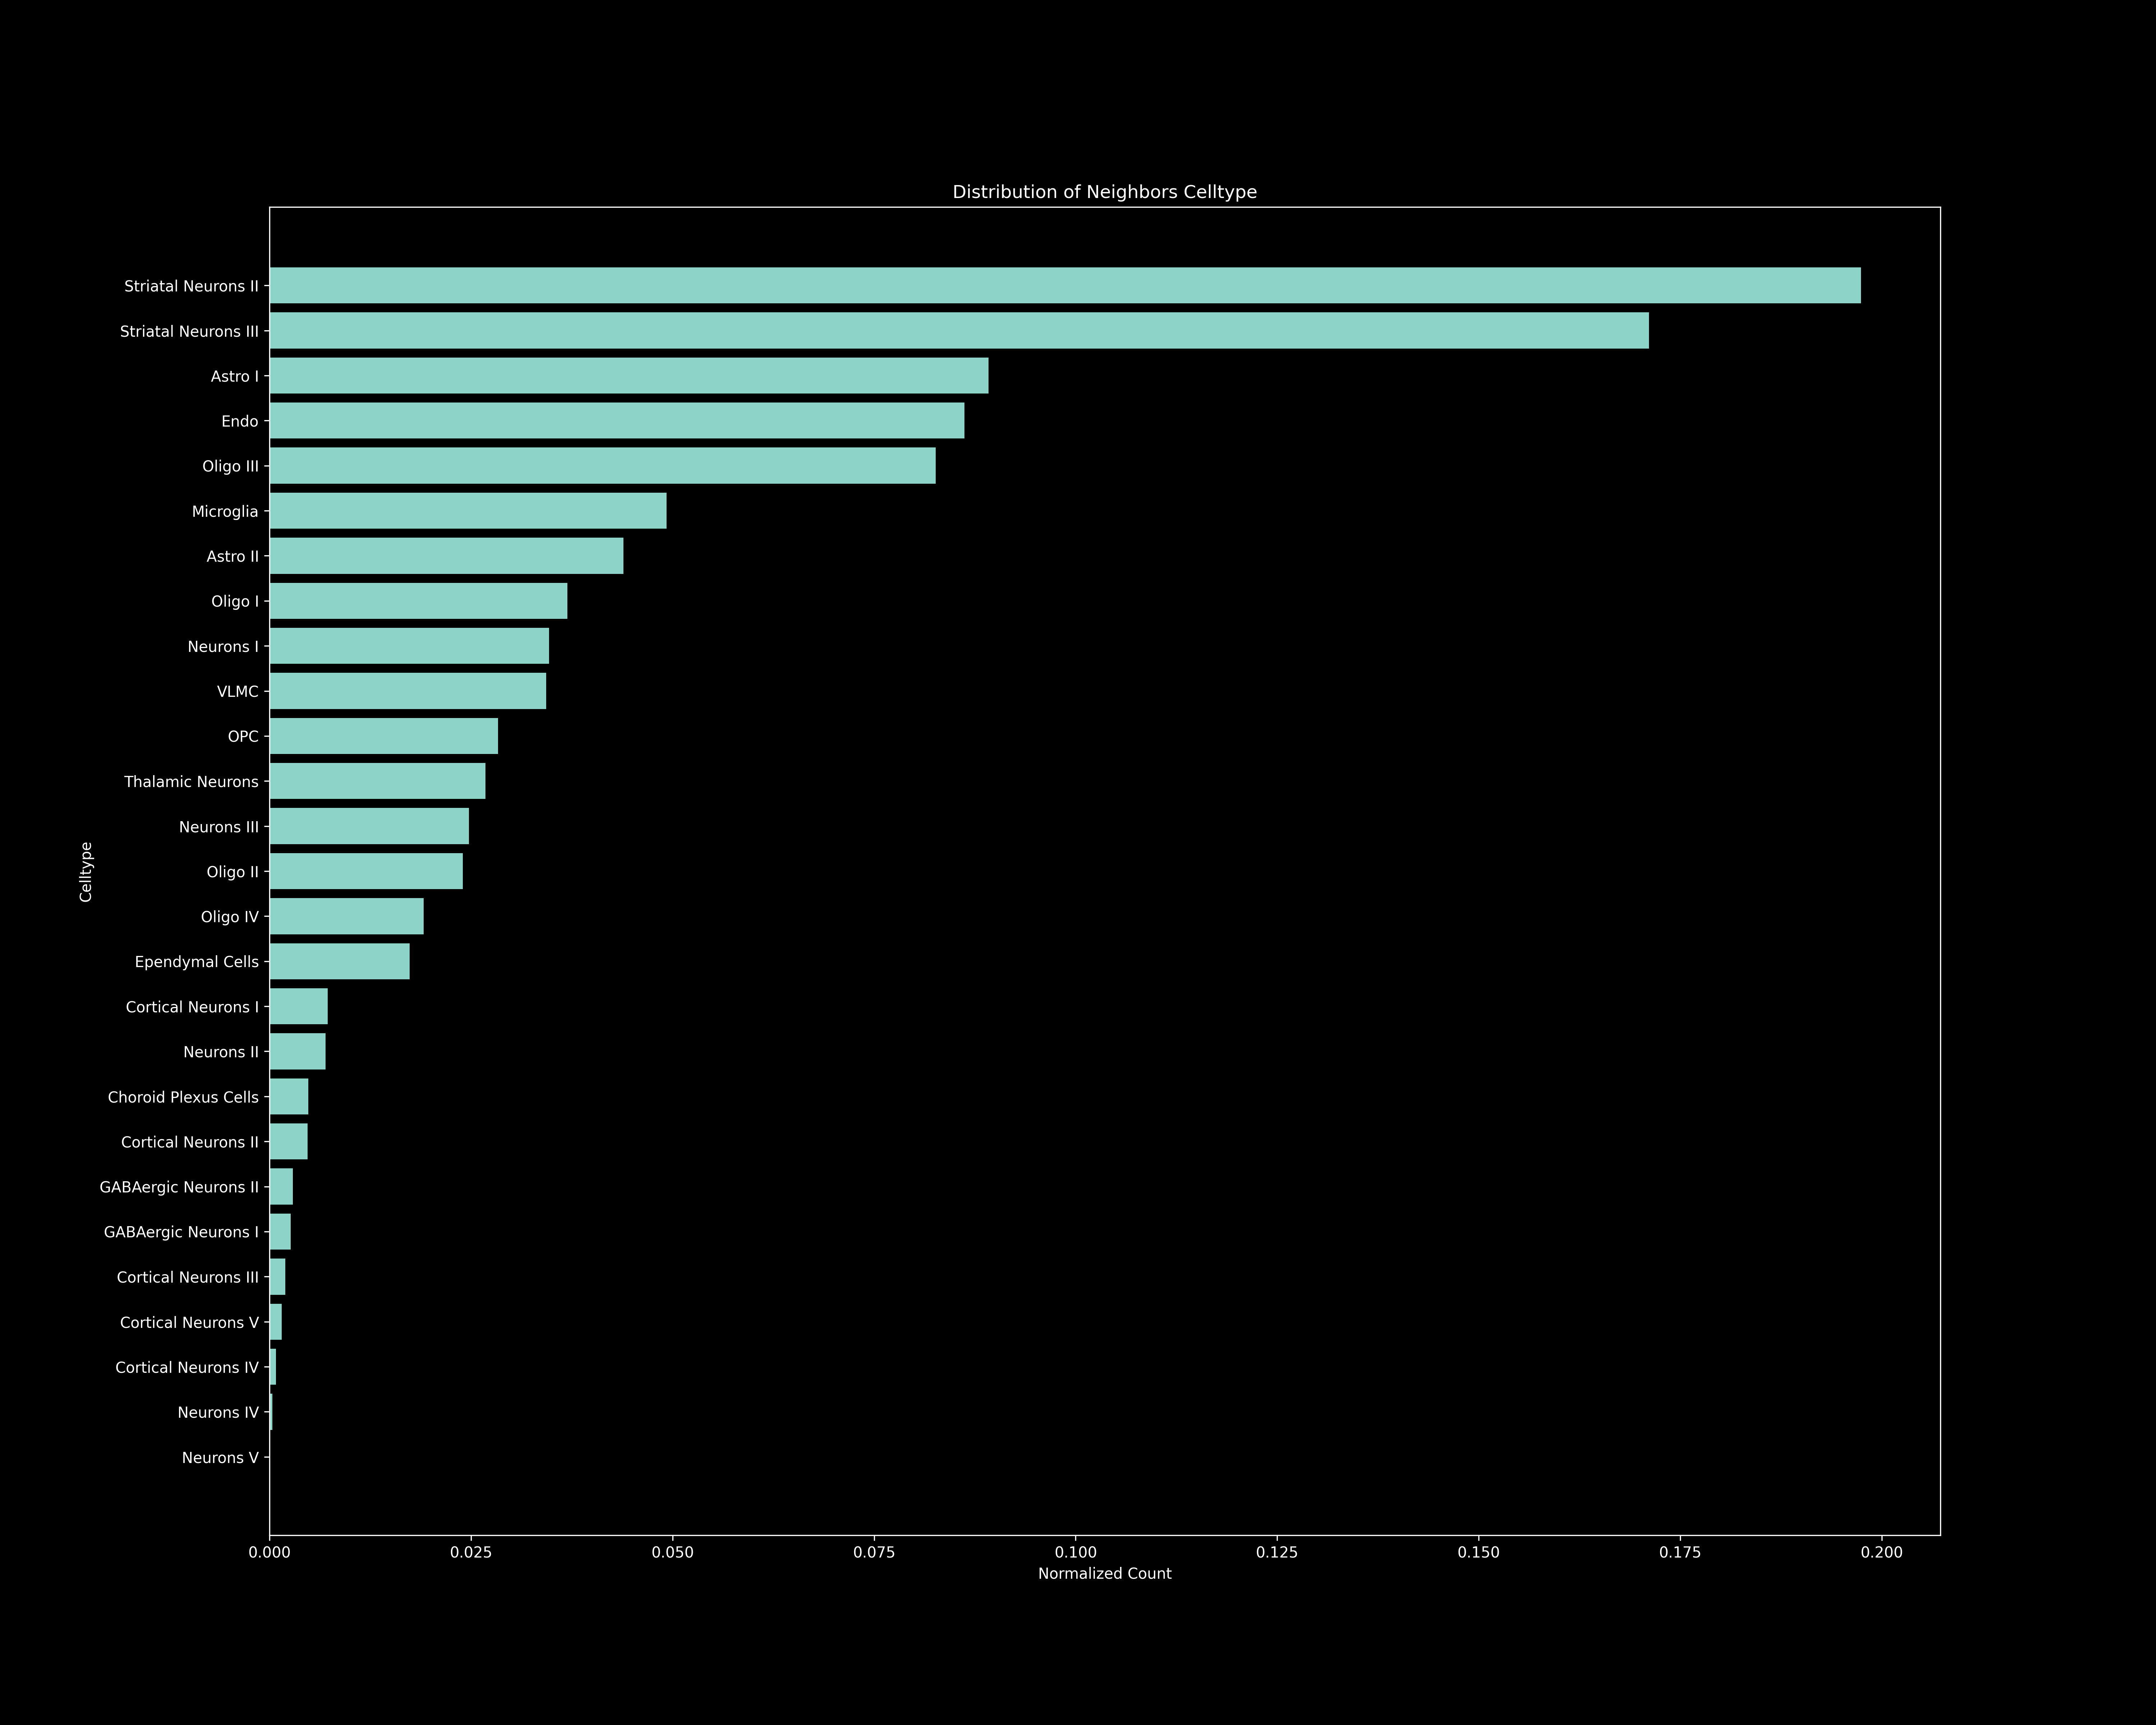 Distribution of Neighbors Celltype
Striatal Neurons II
Striatal Neurons III
Astro I
Endo
Oligo III
Microglia
Astro II
Oligo I
Neurons I
VLMC
OPC
Thalamic Neurons
Neurons III
Oligo II
Oligo IV
Ependymal Cells
Cortical Neurons I
Neurons II
Choroid Plexus Cells
Cortical Neurons II
GABAergic Neurons II
GABAergic Neurons I
Cortical Neurons III
Cortical Neurons V
Cortical Neurons IV
Neurons IV
Neurons V
Celltype
0.000 0.025 0.050 0.075 0.100 0.125 0.150 0.175 0.200
Normalized Count